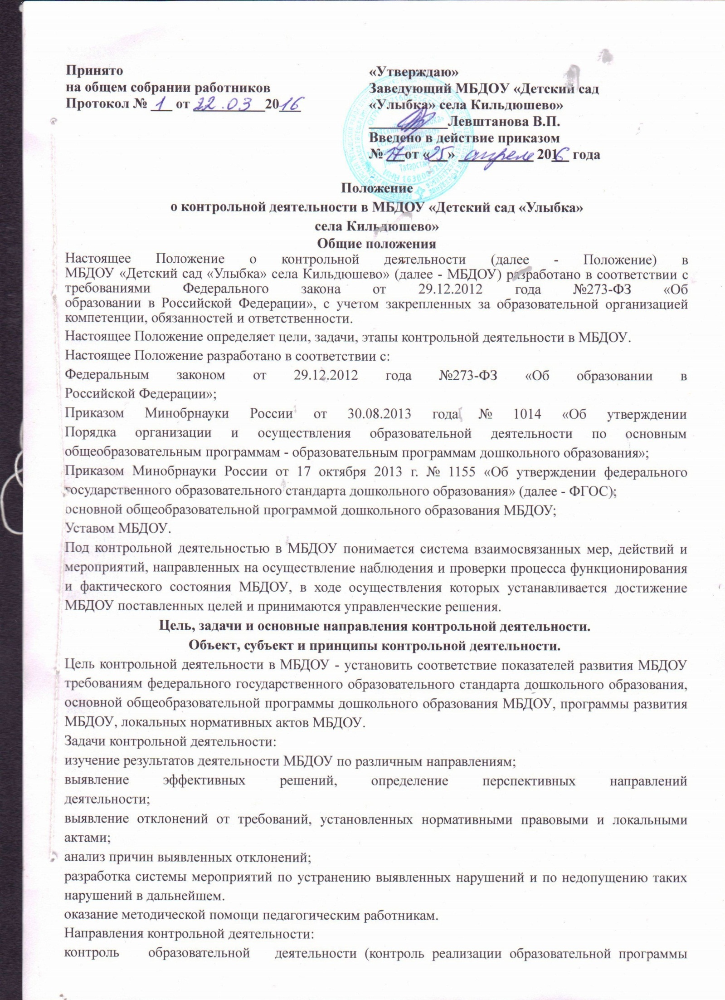 Принято
на общем собрании работников
Протокол № 1 от 22.03 2016
«Утверждаю»
Заведующий МБДОУ «Детский сад
«Улыбка» села Кильдюшево»
Левштанова В.П.
Введено в действие приказом
№ 17 от «25» апреля 2016 года
Положение
о контрольной деятельности в МБДОУ «Детский сад «Улыбка»
села Кильдюшево»
Общие положения
Настоящее Положение о контрольной деятельности (далее - Положение) в
МБДОУ «Детский сад «Улыбка» села Кильдюшево» (далее - МБДОУ) разработано в соответствии с
требованиями Федерального закона от 29.12.2012 года №273-ФЗ «Об
образовании в Российской Федерации», с учетом закрепленных за образовательной организацией
компетенции, обязанностей и ответственности.
Настоящее Положение определяет цели, задачи, этапы контрольной деятельности в МБДОУ.
Настоящее Положение разработано в соответствии с:
Федеральным законом от 29.12.2012 года №273-ФЗ «Об образовании в
Российской Федерации»;
Приказом Минобрнауки России от 30.08.2013 года № 1014 «Об утверждении
Порядка организации и осуществления образовательной деятельности по основным
общеобразовательным программам - образовательным программам дошкольного образования»;
Приказом Минобрнауки России от 17 октября 2013 г. № 1155 «Об утверждении федерального
государственного образовательного стандарта дошкольного образования» (далее - ФГОС);
основной общеобразовательной программой дошкольного образования МБДОУ;
Уставом МБДОУ.
Под контрольной деятельностью в МБДОУ понимается система взаимосвязанных мер, действий и
мероприятий, направленных на осуществление наблюдения и проверки процесса функционирования
и фактического состояния МБДОУ, в ходе осуществления которых устанавливается достижение
МБДОУ поставленных целей и принимаются управленческие решения.
Цель, задачи и основные направления контрольной деятельности.
Объект, субъект и принципы контрольной деятельности.
Цель контрольной деятельности в МБДОУ - установить соответствие показателей развития МБДОУ
требованиям федерального государственного образовательного стандарта дошкольного образования,
основной общеобразовательной программы дошкольного образования МБДОУ, программы развития
МБДОУ, локальных нормативных актов МБДОУ.
Задачи контрольной деятельности:
изучение результатов деятельности МБДОУ по различным направлениям;
выявление эффективных решений, определение перспективных направлений
деятельности;
выявление отклонений от требований, установленных нормативными правовыми и локальными
актами;
анализ причин выявленных отклонений;
разработка системы мероприятий по устранению выявленных нарушений и по недопущению таких
нарушений в дальнейшем.
оказание методической помощи педагогическим работникам.
Направления контрольной деятельности:
контроль образовательной деятельности (контроль реализации образовательной программы